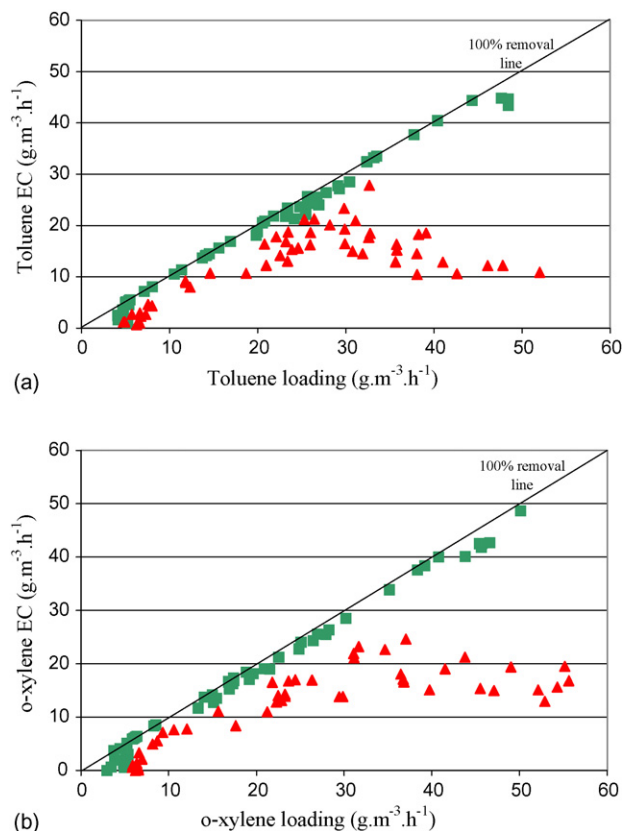 60
50
40
30
20
10
0
Toluene EC (g.m⁻³.h⁻¹)
100% removal
line
0 10 20 30 40 50 60
(a)
Toluene loading (g.m⁻³.h⁻¹)
60
50
40
30
20
10
0
o-xylene EC (g.m⁻³.h⁻¹)
100% removal
line
0 10 20 30 40 50 60
(b)
o-xylene loading (g.m⁻³.h⁻¹)